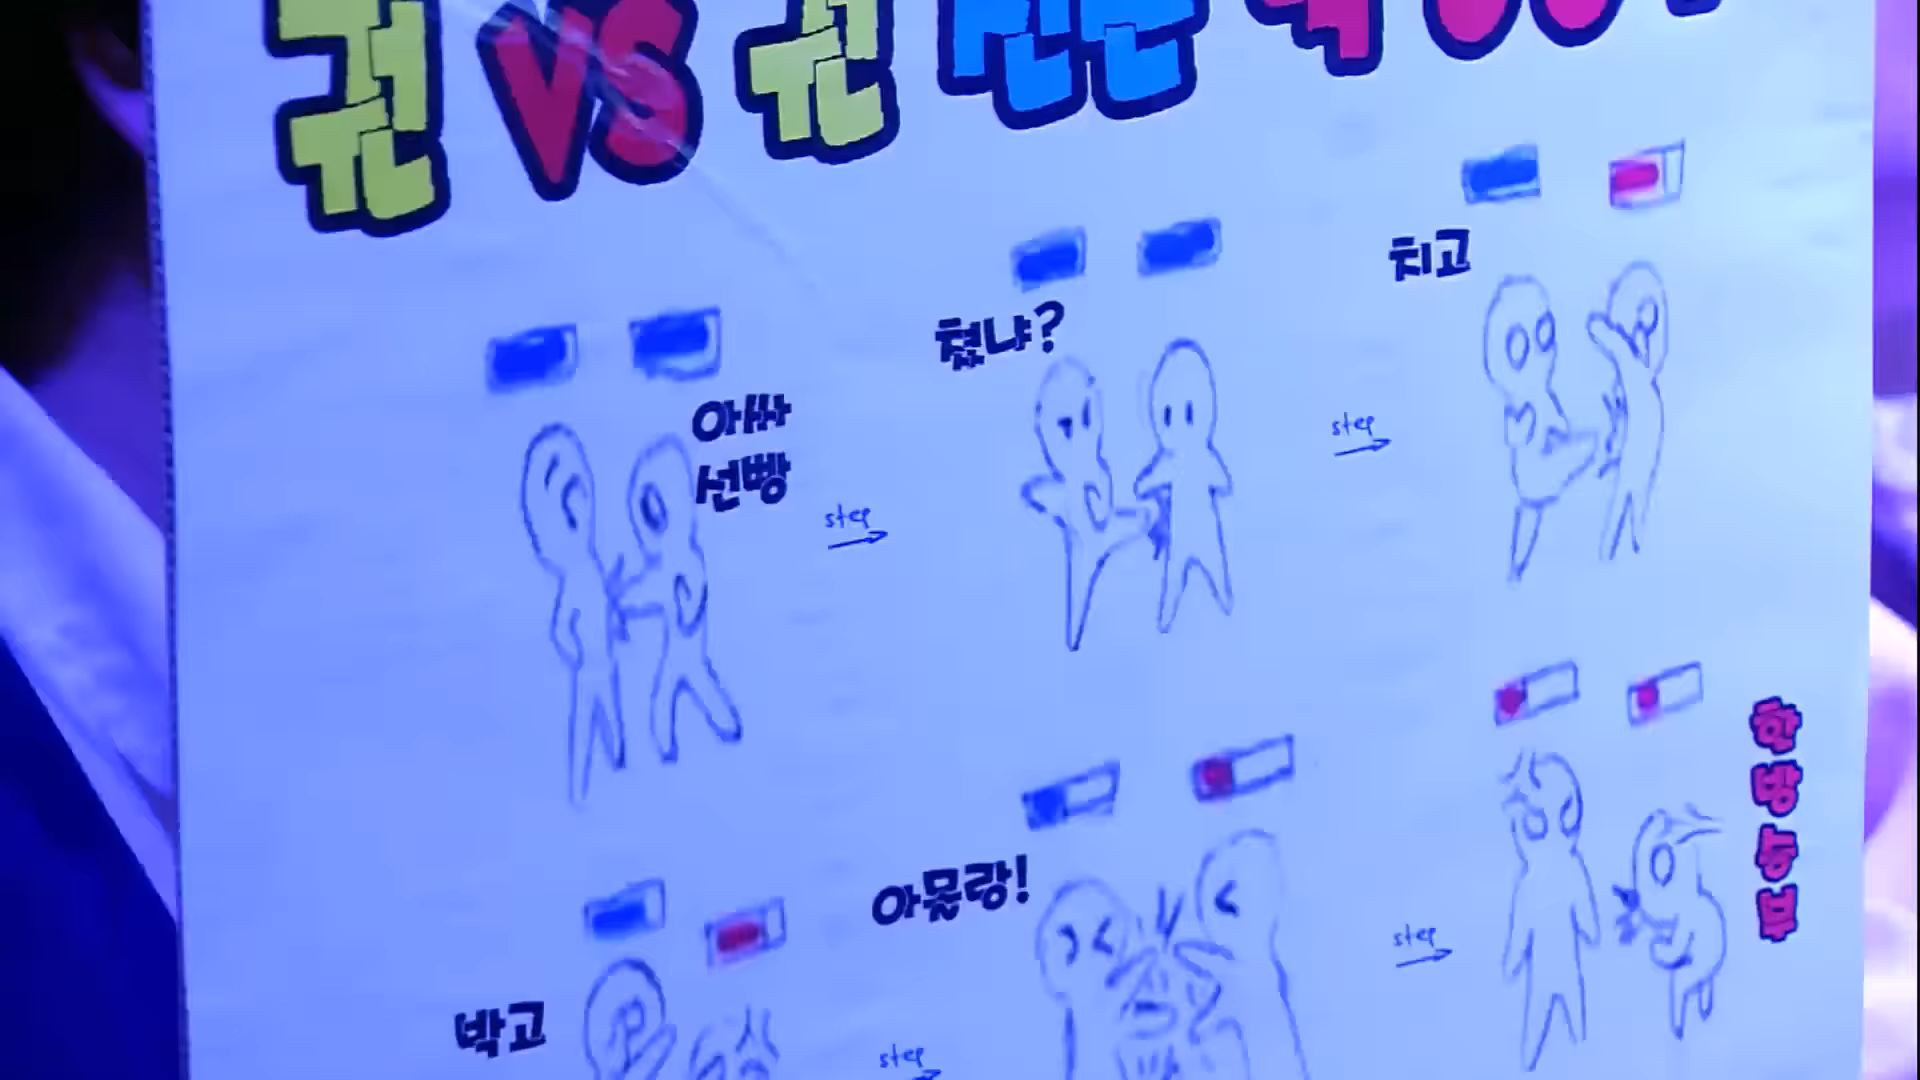 권 VS 권
아싸
선빵
step
쳤냐?
step
치고
박고
step
아몰랑!
step
한방승부